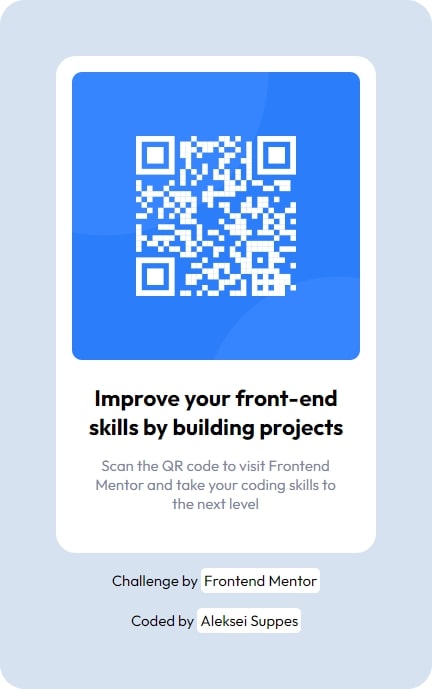 Improve your front-end
skills by building projects
Scan the QR code to visit Frontend
Mentor and take your coding skills to
the next level
Challenge by Frontend Mentor
Coded by Aleksei Suppes